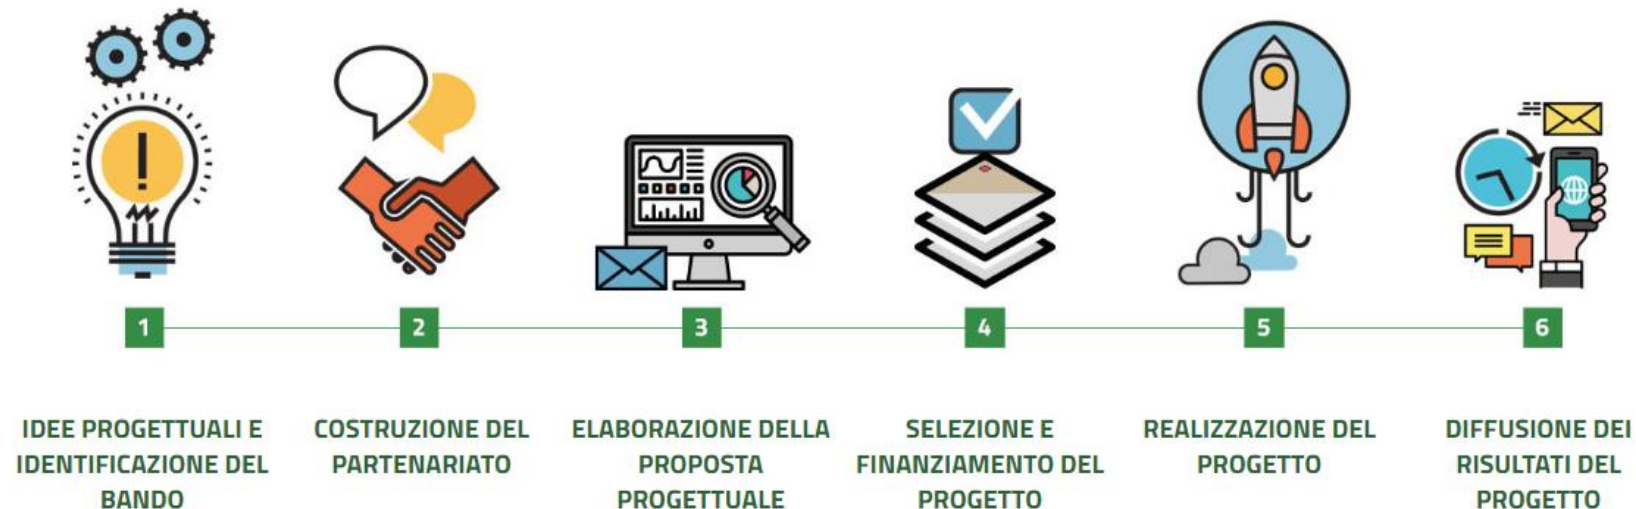 1
2
3
4
5
6
IDEE PROGETTUALI E
IDENTIFICAZIONE DEL
BANDO
COSTRUZIONE DEL
PARTENARIATO
ELABORAZIONE DELLA
PROPOSTA
PROGETTUALE
SELEZIONE E
FINANZIAMENTO DEL
PROGETTO
REALIZZAZIONE DEL
PROGETTO
DIFFUSIONE DEI
RISULTATI DEL
PROGETTO